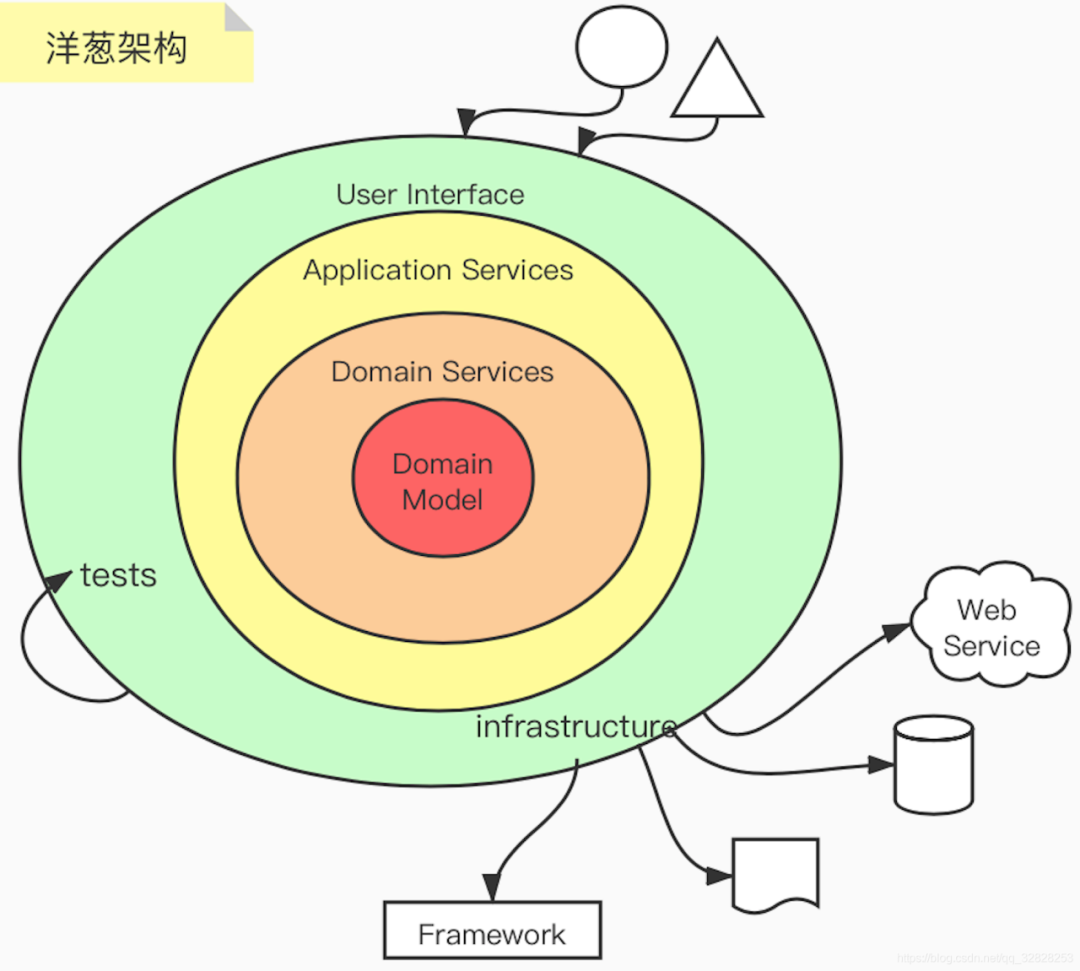 洋葱架构
User Interface
Application Services
Domain Services
Domain
Model
tests
Web
Service
infrastructure
Framework
https://blog.csdn.net/qq_32828253